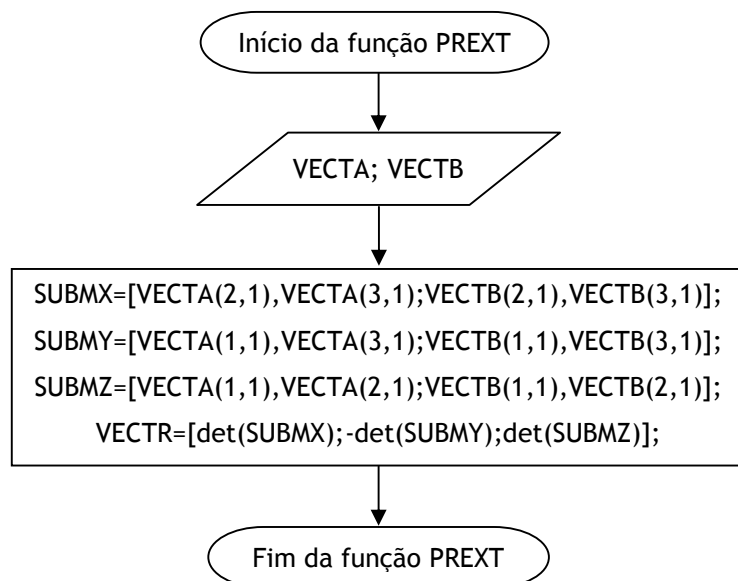 Início da função PREXT
VECTA; VECTB
SUBMX=[VECTA(2,1),VECTA(3,1);VECTB(2,1),VECTB(3,1)];
SUBMY=[VECTA(1,1),VECTA(3,1);VECTB(1,1),VECTB(3,1)];
SUBMZ=[VECTA(1,1),VECTA(2,1);VECTB(1,1),VECTB(2,1)];
VECTR=[det(SUBMX);-det(SUBMY);det(SUBMZ)];
Fim da função PREXT